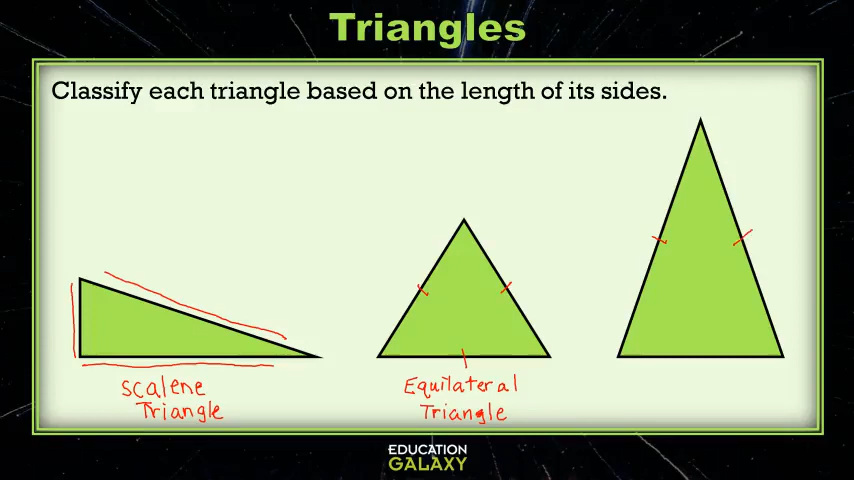 Triangles
Classify each triangle based on the length of its sides.
Scalene
Triangle
Equilateral
Triangle
EDUCATION
GALAXY